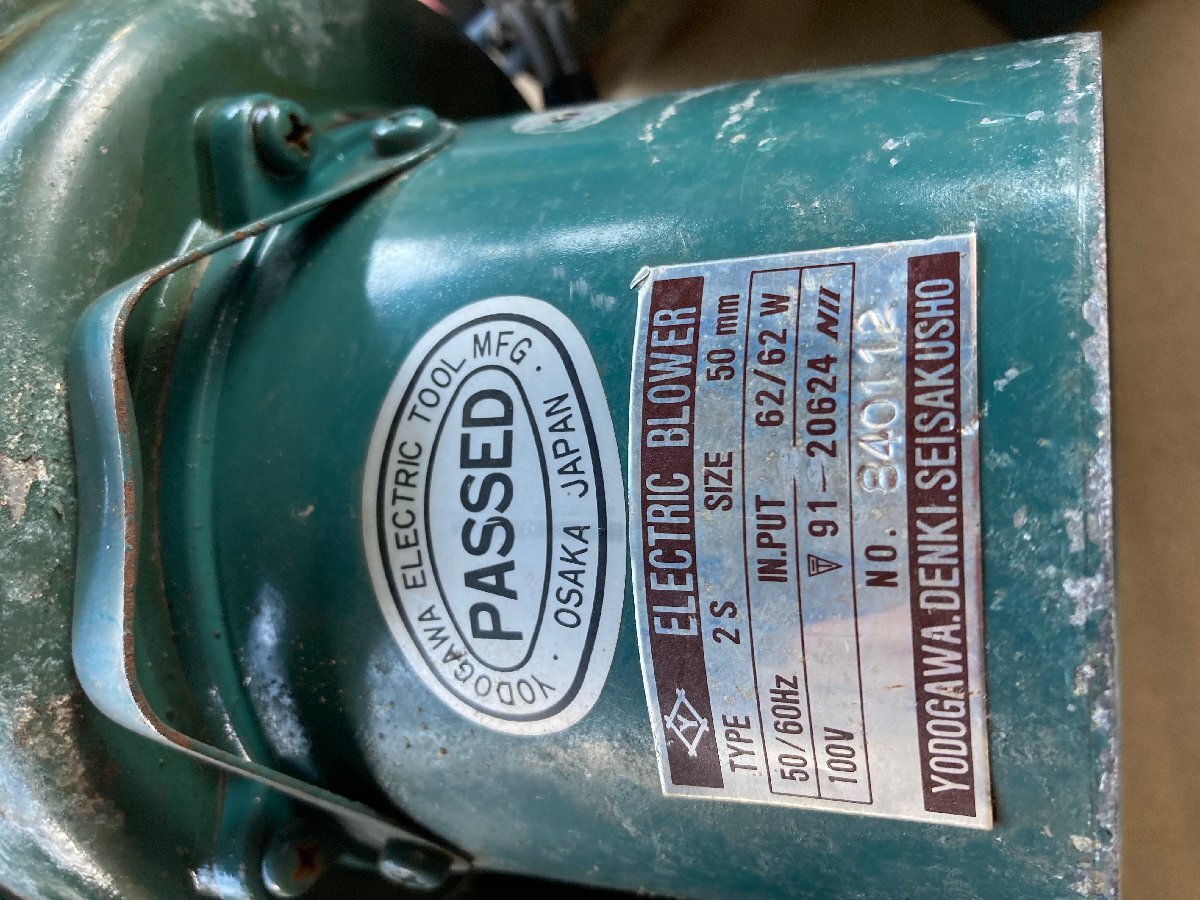 YODOGAWA ELECTRIC TOOL MFG.
PASSED
OSAKA JAPAN
ELECTRIC BLOWER
TYPE 2S SIZE 50 mm
50/60Hz IN.PUT 62/62 W
100V 91-20624
NO. 840112
YODOGAWA.DENKI.SEISAKUSHO